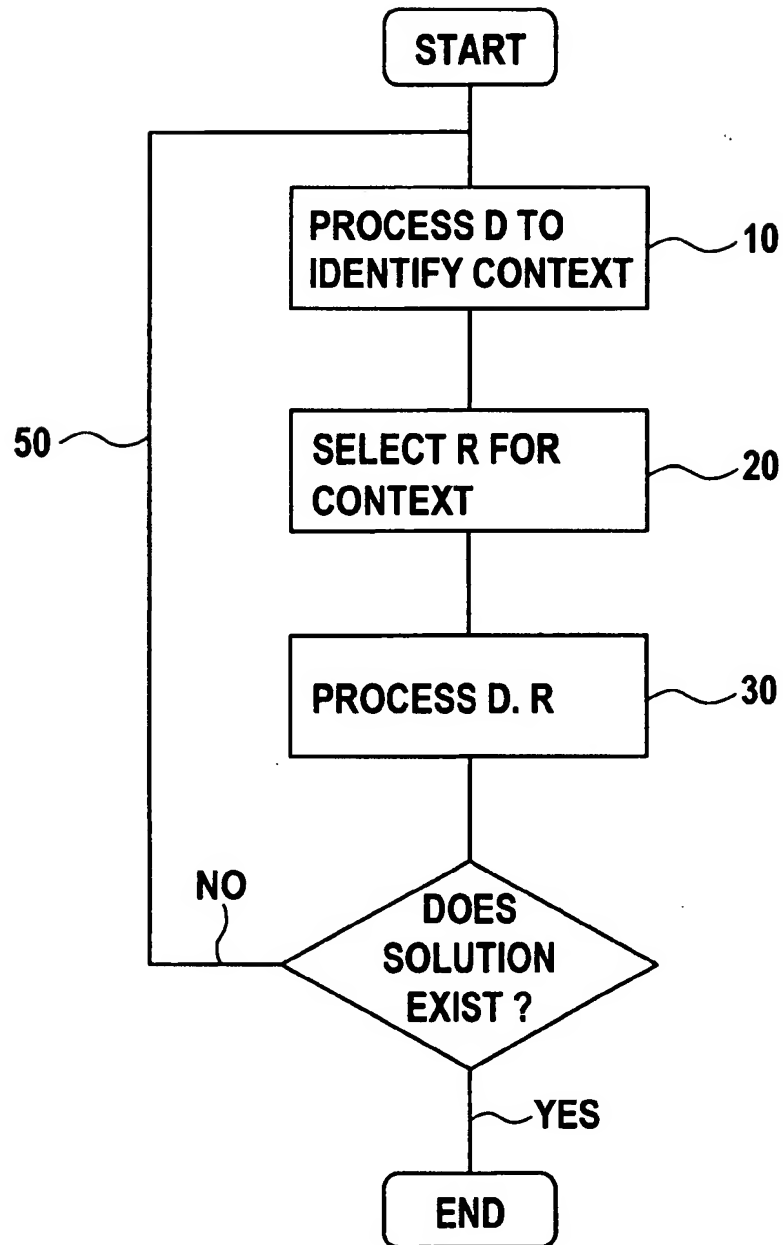 START
PROCESS D TO
IDENTIFY CONTEXT
10
50
SELECT R FOR
CONTEXT
20
PROCESS D. R
30
NO
DOES
SOLUTION
EXIST ?
YES
END